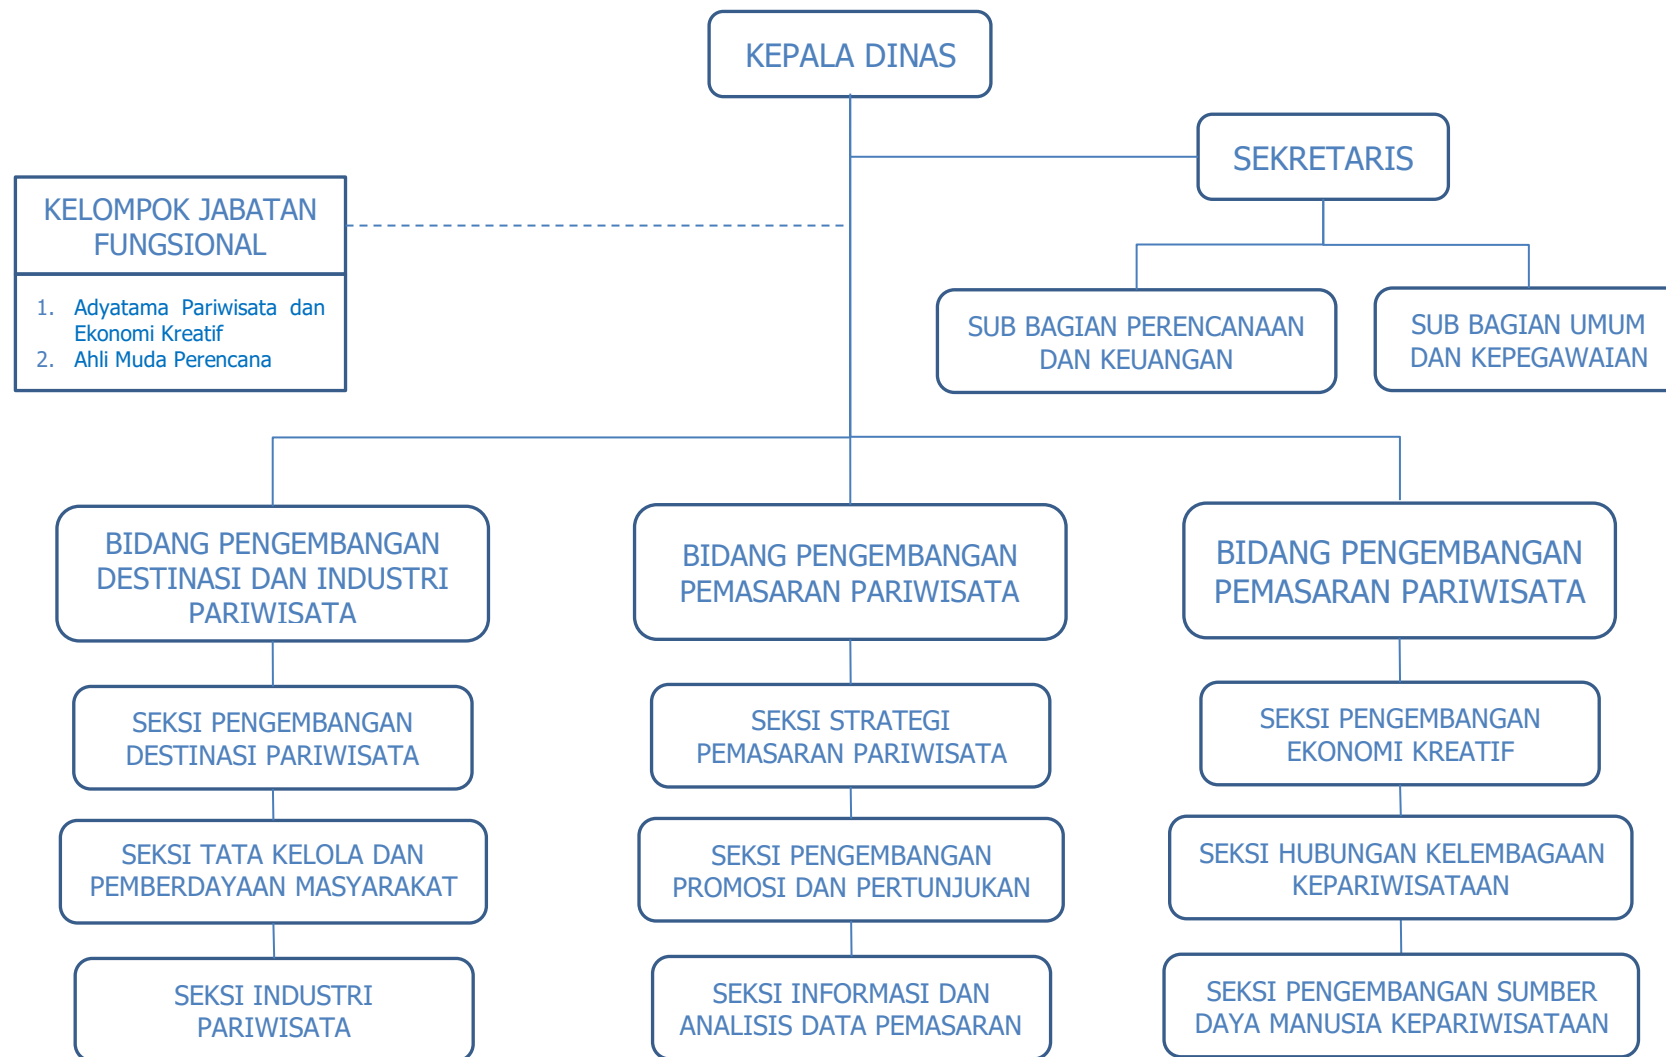 KEPALA DINAS
SEKRETARIS
KELOMPOK JABATAN
FUNGSIONAL
1. Adyatama Pariwisata dan
Ekonomi Kreatif
2. Ahli Muda Perencana
SUB BAGIAN PERENCANAAN
DAN KEUANGAN
SUB BAGIAN UMUM
DAN KEPEGAWAIAN
BIDANG PENGEMBANGAN
DESTINASI DAN INDUSTRI
PARIWISATA
BIDANG PENGEMBANGAN
PEMASARAN PARIWISATA
BIDANG PENGEMBANGAN
PEMASARAN PARIWISATA
SEKSI PENGEMBANGAN
DESTINASI PARIWISATA
SEKSI STRATEGI
PEMASARAN PARIWISATA
SEKSI PENGEMBANGAN
EKONOMI KREATIF
SEKSI TATA KELOLA DAN
PEMBERDAYAAN MASYARAKAT
SEKSI PENGEMBANGAN
PROMOSI DAN PERTUNJUKAN
SEKSI HUBUNGAN KELEMBAGAAN
KEPARIWISATAAN
SEKSI INDUSTRI
PARIWISATA
SEKSI INFORMASI DAN
ANALISIS DATA PEMASARAN
SEKSI PENGEMBANGAN SUMBER
DAYA MANUSIA KEPARIWISATAAN